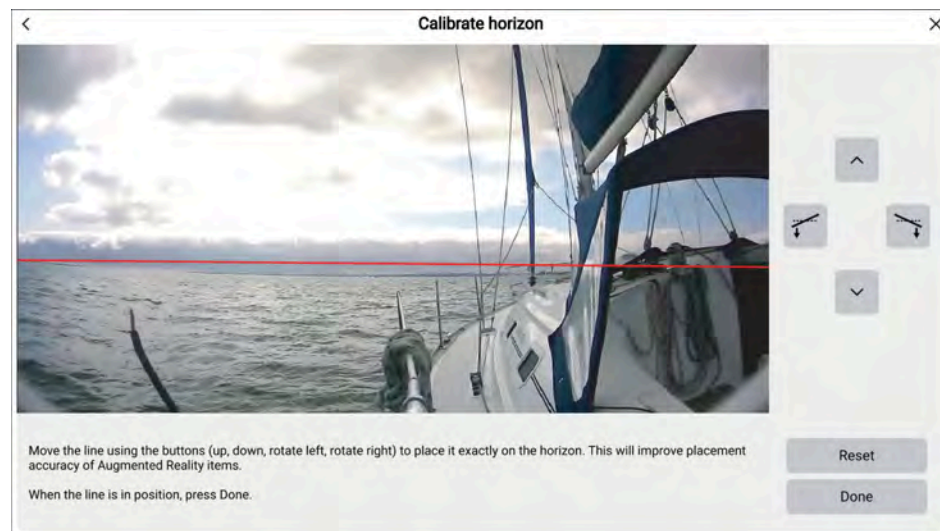 Calibrate horizon
Move the line using the buttons (up, down, rotate left, rotate right) to place it exactly on the horizon. This will improve placement
accuracy of Augmented Reality items.
When the line is in position, press Done.
Reset
Done